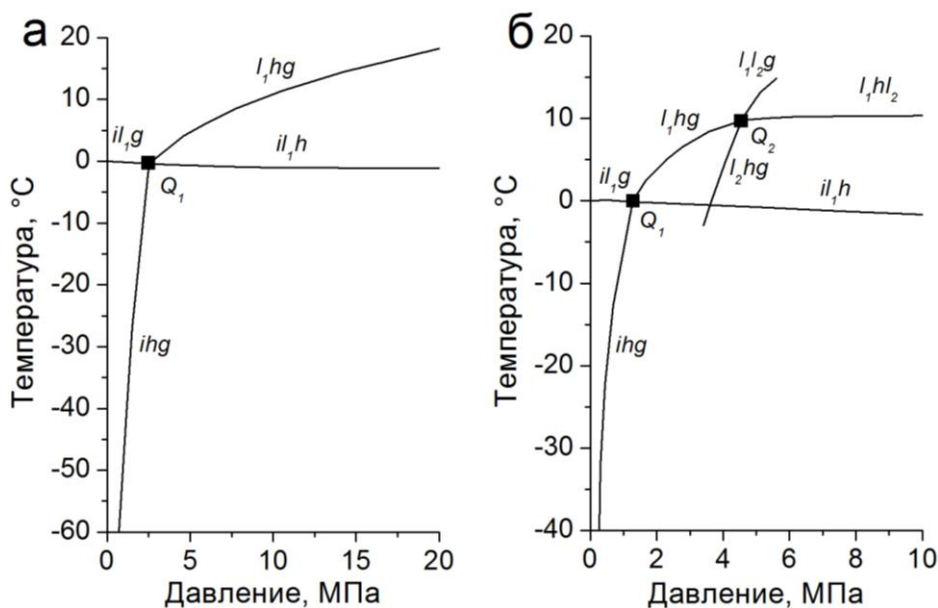 а
20
10
0
-10
-20
-30
-40
-50
-60
Температура, °C
l₁hg
il₁g
il₁h
Q₁
ihg
0
5
10
15
20
Давление, МПа
б
20
10
0
-10
-20
-30
-40
Температура, °C
l₁l₂g
l₁hl₂
l₁hg
Q₂
l₂hg
il₁g
il₁h
Q₁
ihg
0
2
4
6
8
10
Давление, МПа